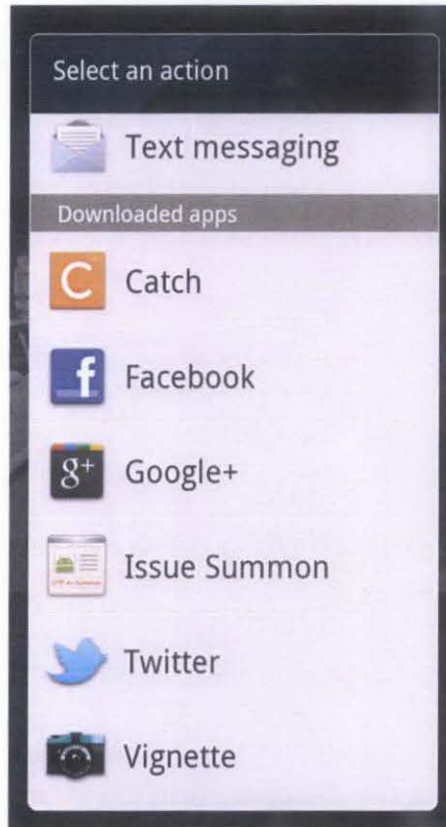 Select an action
Text messaging
Downloaded apps
C Catch
f Facebook
g+ Google+
Issue Summon
Twitter
Vignette